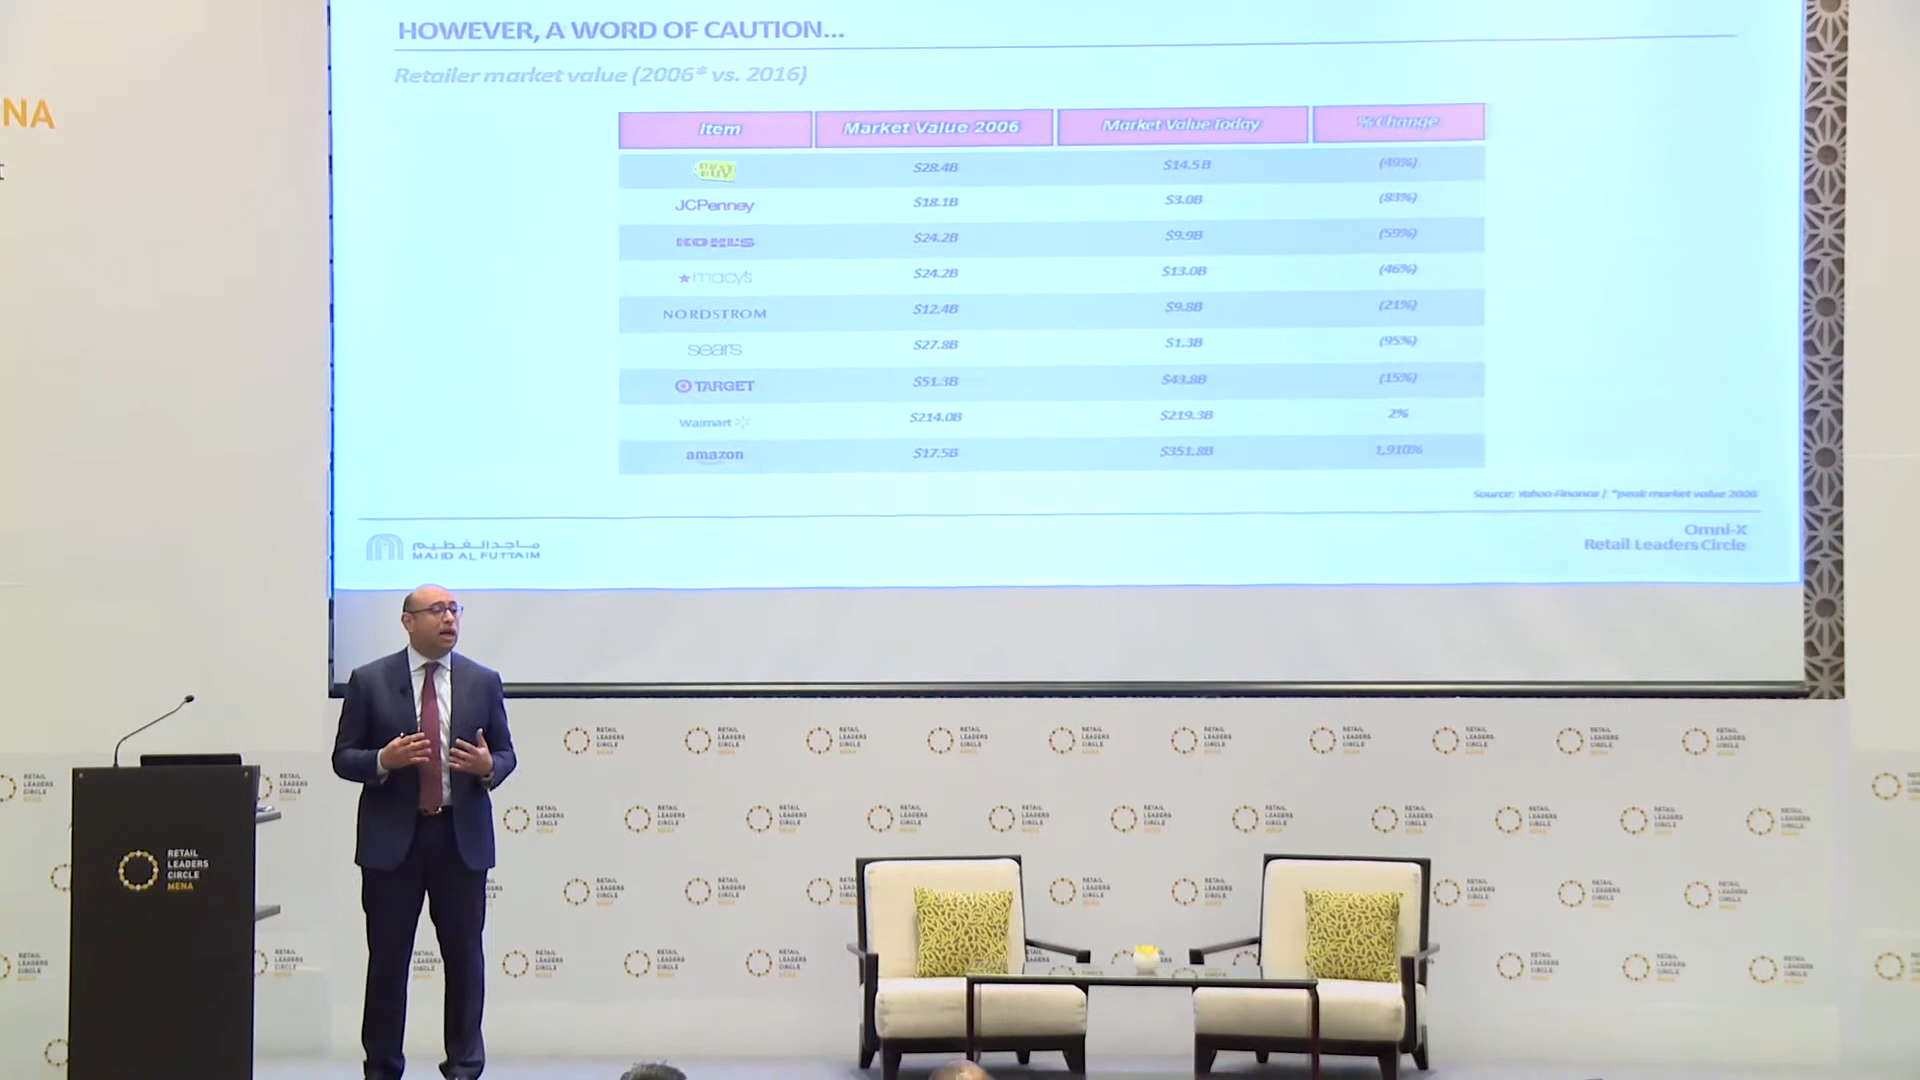 HOWEVER, A WORD OF CAUTION...
Retailer market value (2006* vs. 2016)
Item Market Value 2006 Market Value Today % Change
BEST BUY $28.4B $14.5B (49%)
JCPenney $18.1B $3.0B (83%)
KOHL'S $24.2B $9.9B (59%)
macy's $24.2B $13.0B (46%)
NORDSTROM $12.4B $9.8B (21%)
sears $27.8B $1.3B (95%)
TARGET $51.3B $43.8B (15%)
Walmart $214.0B $219.3B 2%
amazon $17.5B $351.8B 1,910%
Source: Yahoo Finance | *peak market value 2006
Omni-X
Retail Leaders Circle
ماجد الفطيم
MAJID AL FUTTAIM
NA
t
RETAIL
LEADERS
CIRCLE
MENA